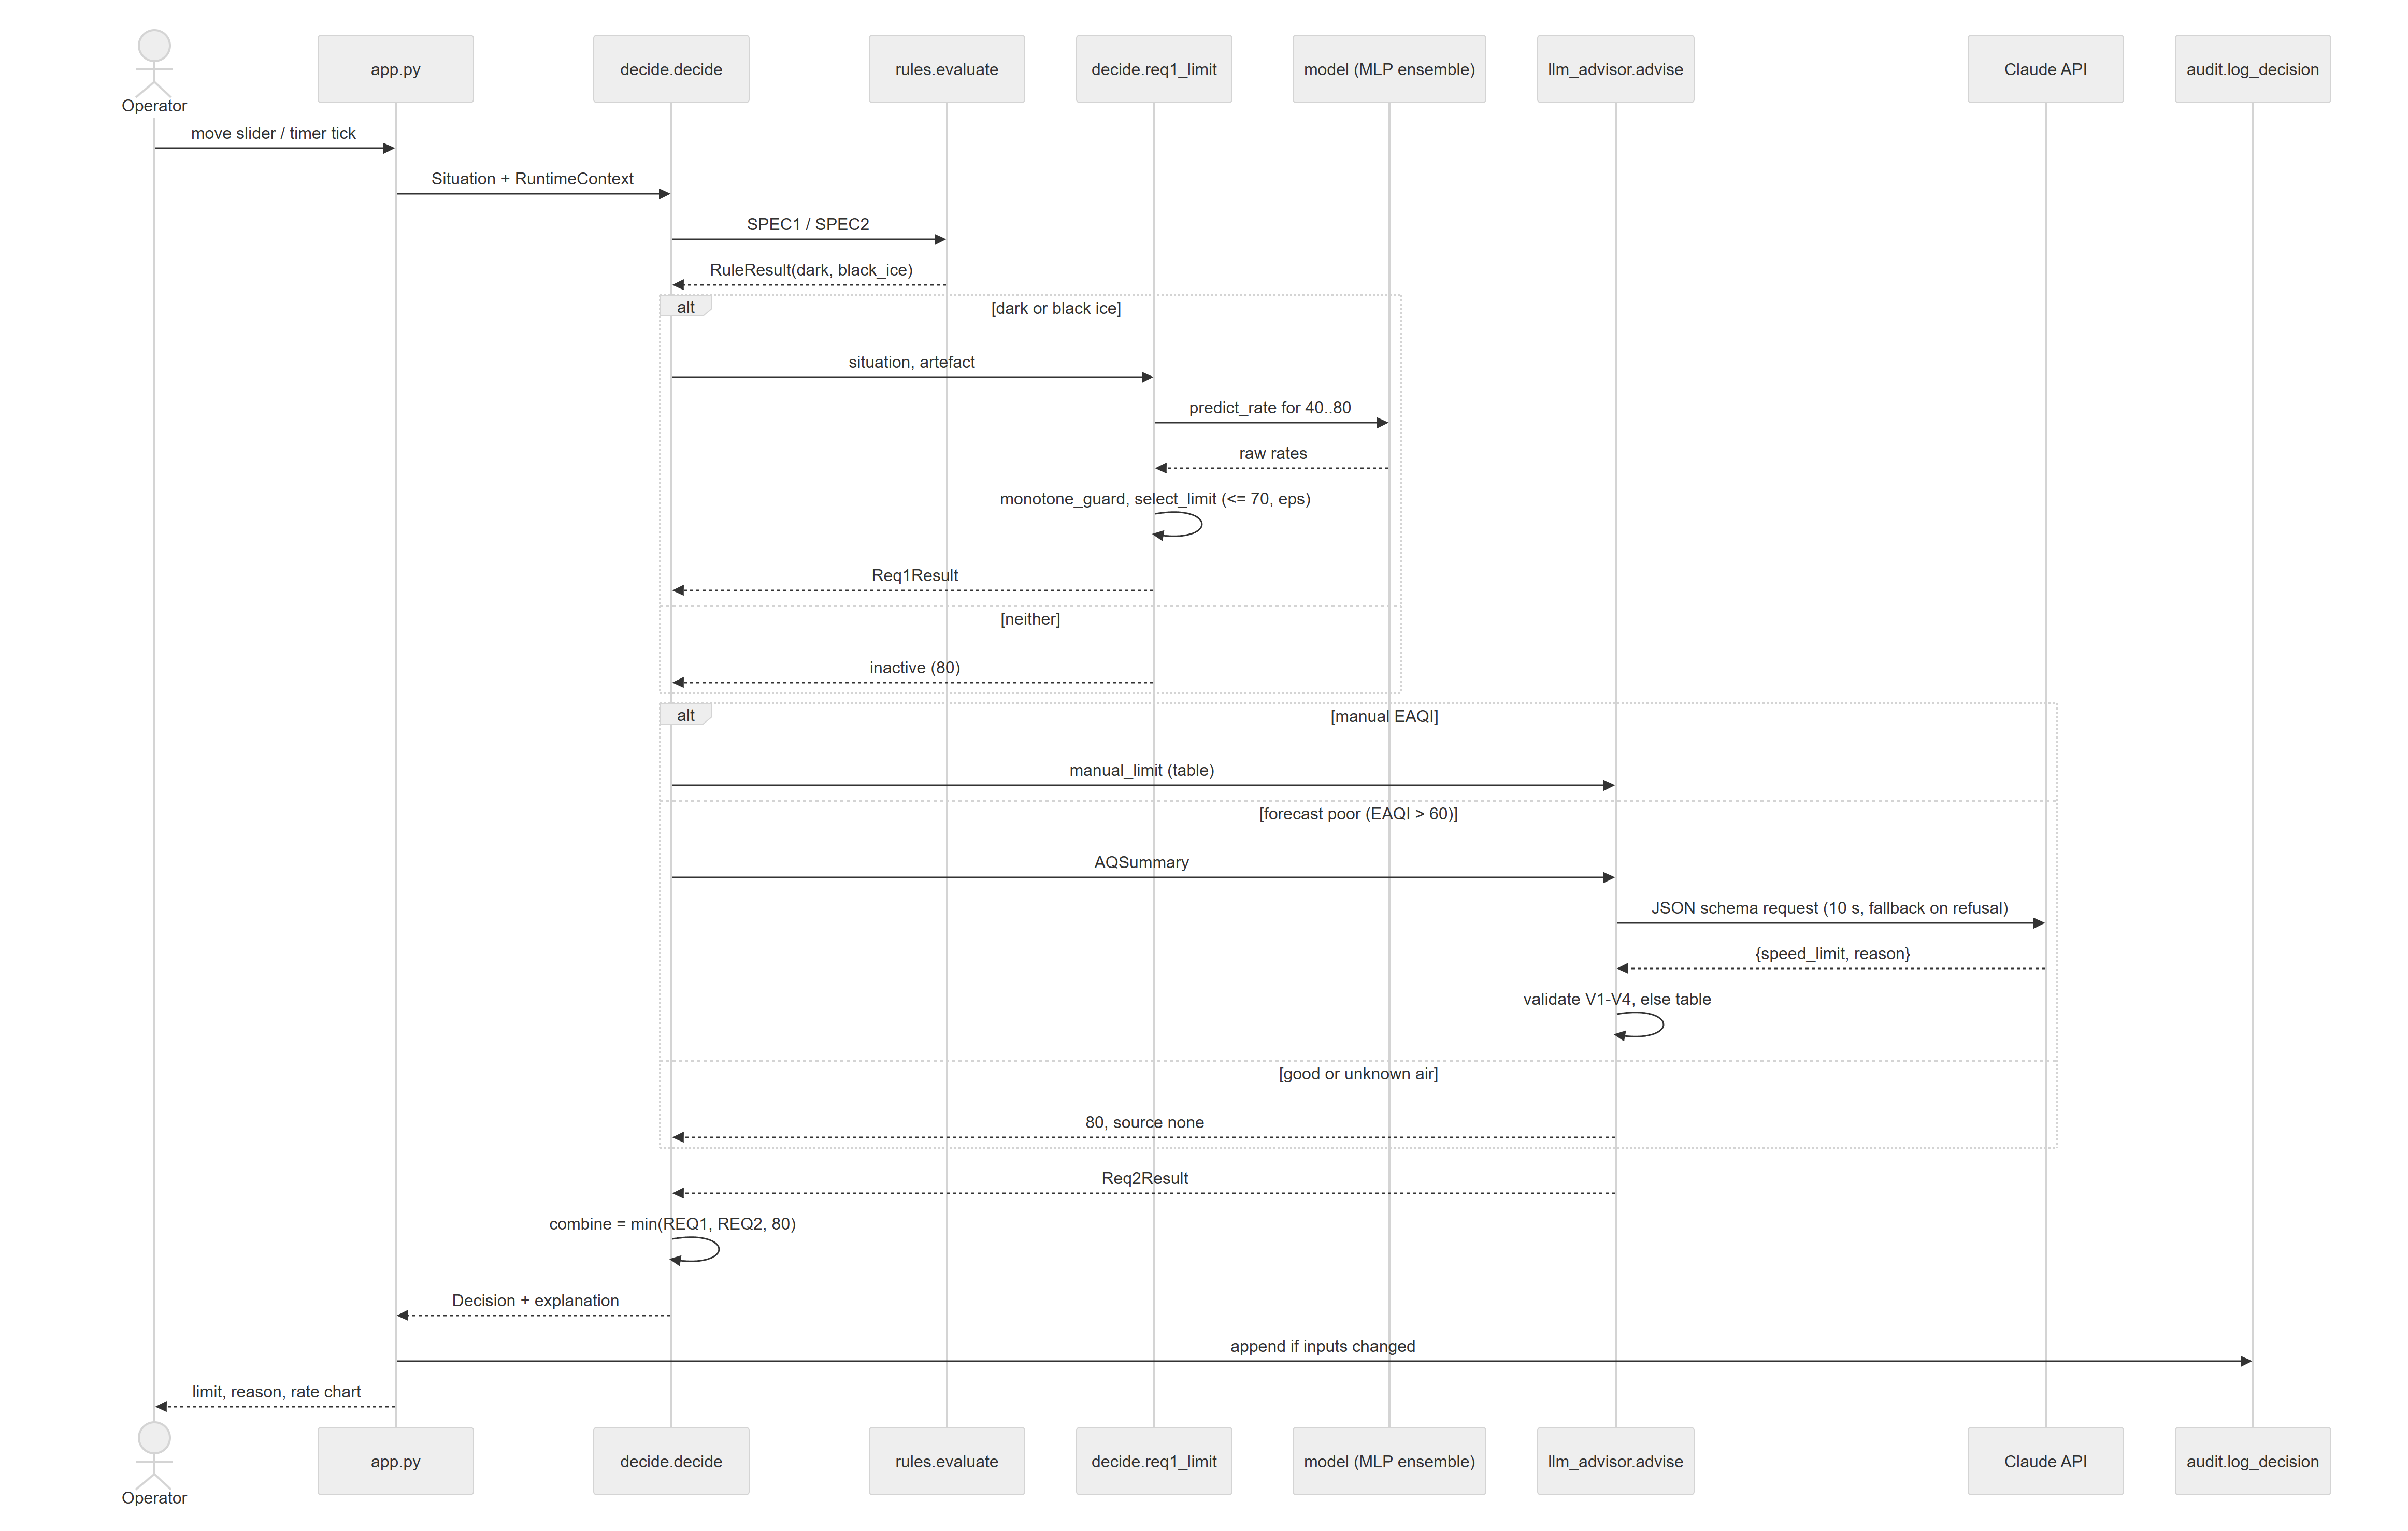 Operator
app.py
decide.decide
rules.evaluate
decide.req1_limit
model (MLP ensemble)
llm_advisor.advise
Claude API
audit.log_decision
move slider / timer tick
Situation + RuntimeContext
SPEC1 / SPEC2
RuleResult(dark, black_ice)
alt
[dark or black ice]
situation, artefact
predict_rate for 40..80
raw rates
monotone_guard, select_limit (<= 70, eps)
Req1Result
[neither]
inactive (80)
alt
[manual EAQI]
manual_limit (table)
[forecast poor (EAQI > 60)]
AQSummary
JSON schema request (10 s, fallback on refusal)
{speed_limit, reason}
validate V1-V4, else table
[good or unknown air]
80, source none
Req2Result
combine = min(REQ1, REQ2, 80)
Decision + explanation
append if inputs changed
limit, reason, rate chart
Operator
app.py
decide.decide
rules.evaluate
decide.req1_limit
model (MLP ensemble)
llm_advisor.advise
Claude API
audit.log_decision